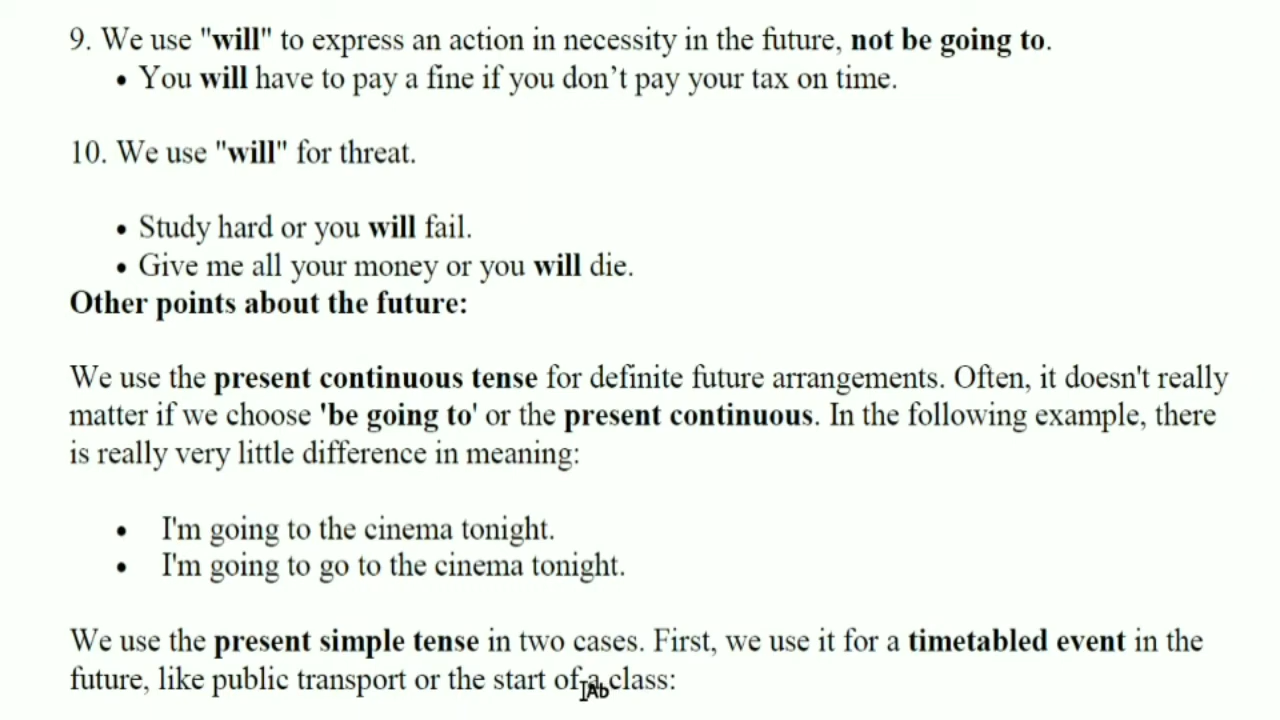 9. We use "will" to express an action in necessity in the future, not be going to.
• You will have to pay a fine if you don’t pay your tax on time.
10. We use "will" for threat.
• Study hard or you will fail.
• Give me all your money or you will die.
Other points about the future:
We use the present continuous tense for definite future arrangements. Often, it doesn't really
matter if we choose 'be going to' or the present continuous. In the following example, there
is really very little difference in meaning:
• I'm going to the cinema tonight.
• I'm going to go to the cinema tonight.
We use the present simple tense in two cases. First, we use it for a timetabled event in the
future, like public transport or the start of a class: